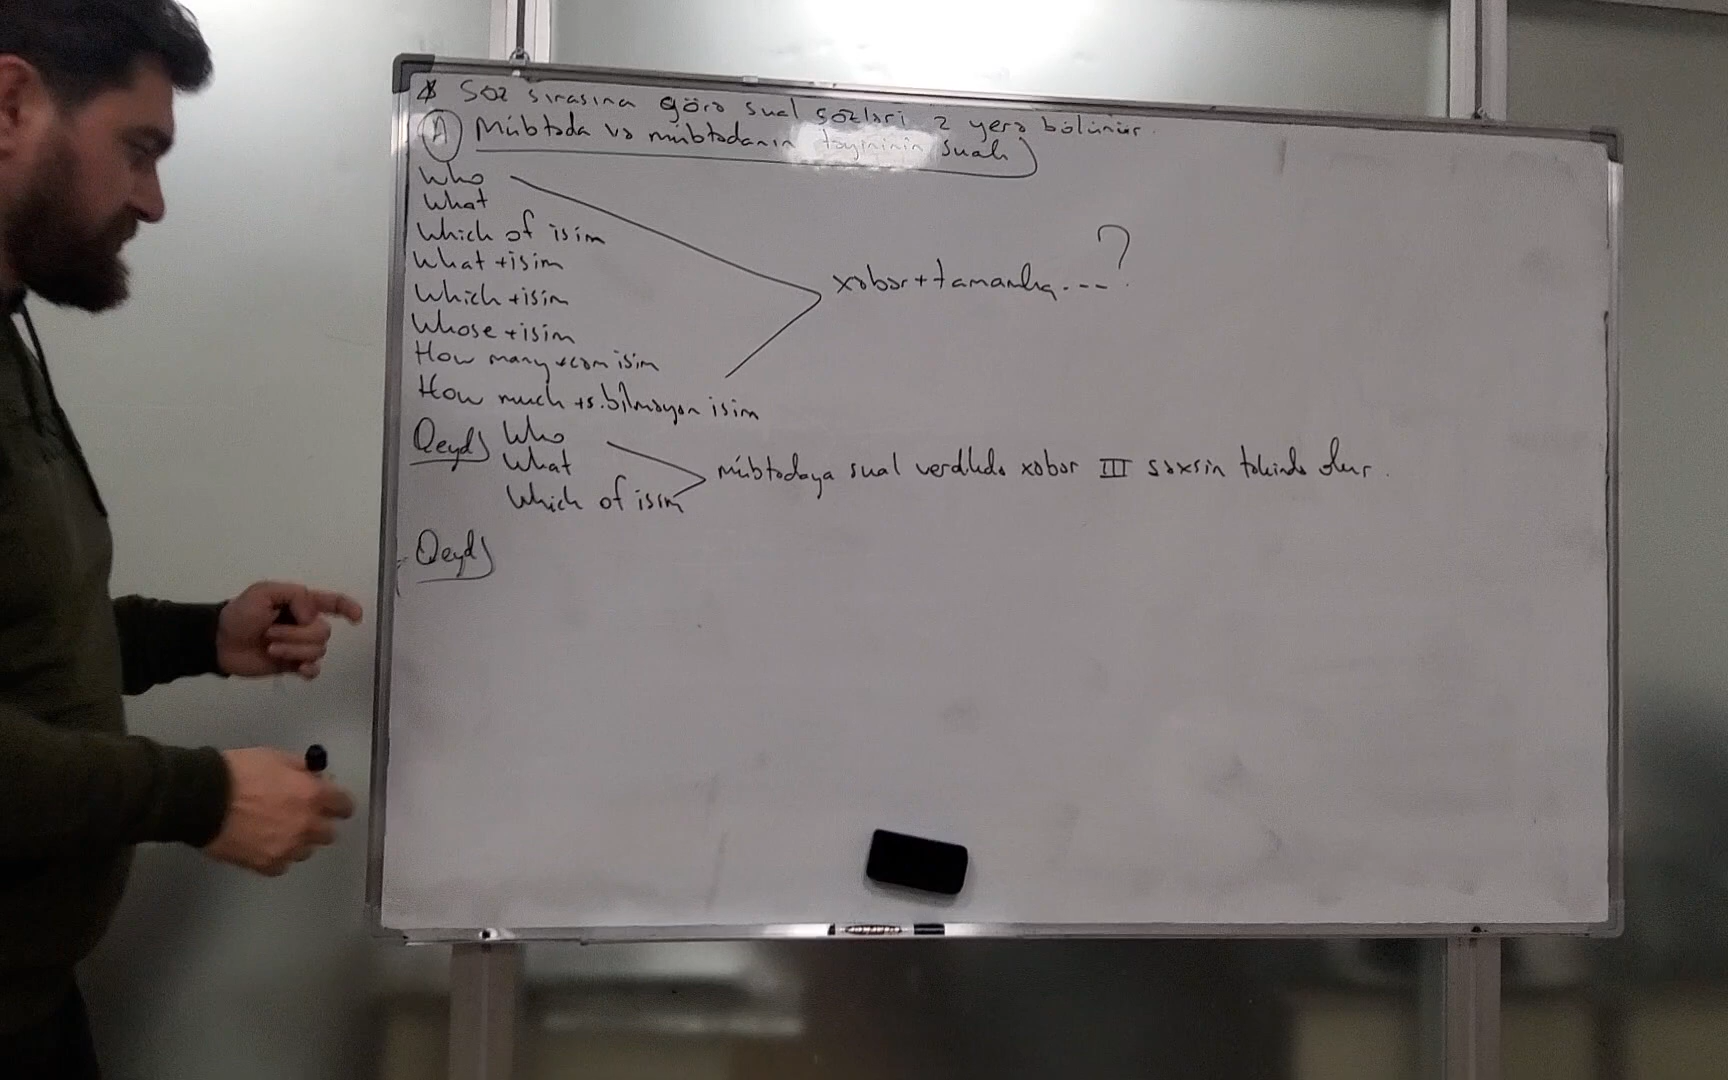 * Söz sırasına görə sual sözləri 2 yerə bölünür.
A) Mübtəda və mübtədanın təyininin sualı
Who
What
Which of isim
What + isim
Which + isim
Whose + isim
How many + cəm isim
How much + s. bilməyən isim
xəbər + tamamlıq ... ?
Qeyd) Who
What
Which of isim
mübtədaya sual verdikdə xəbər III şəxsin təkində olur.
Qeyd)